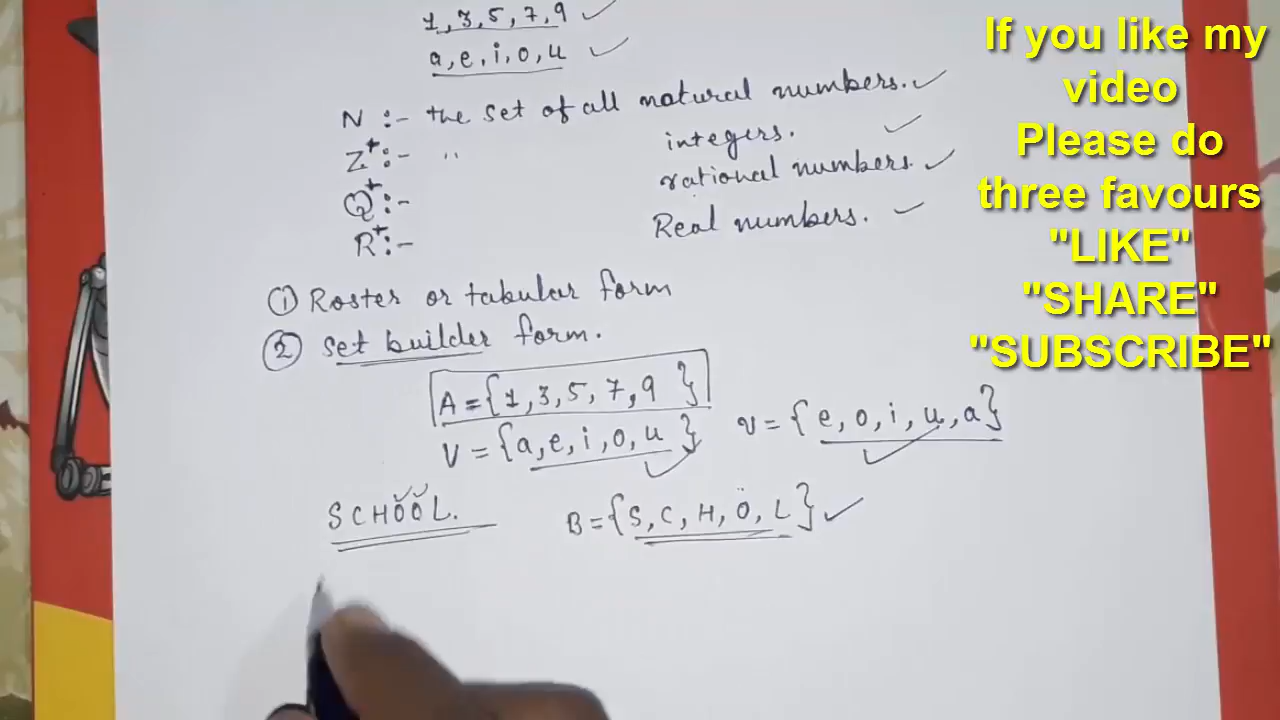 1, 3, 5, 7, 9
a, e, i, o, u
N :- the set of all natural numbers.
Z⁺ :- " integers.
Q⁺ :- rational numbers.
R⁺ :- Real numbers.
① Roster or tabular form
② Set builder form.
A = {1, 3, 5, 7, 9 }
V = {a, e, i, o, u } V = {e, o, i, u, a}
SCHOOL. B = {S, C, H, O, L}
If you like my
video
Please do
three favours
"LIKE"
"SHARE"
"SUBSCRIBE"